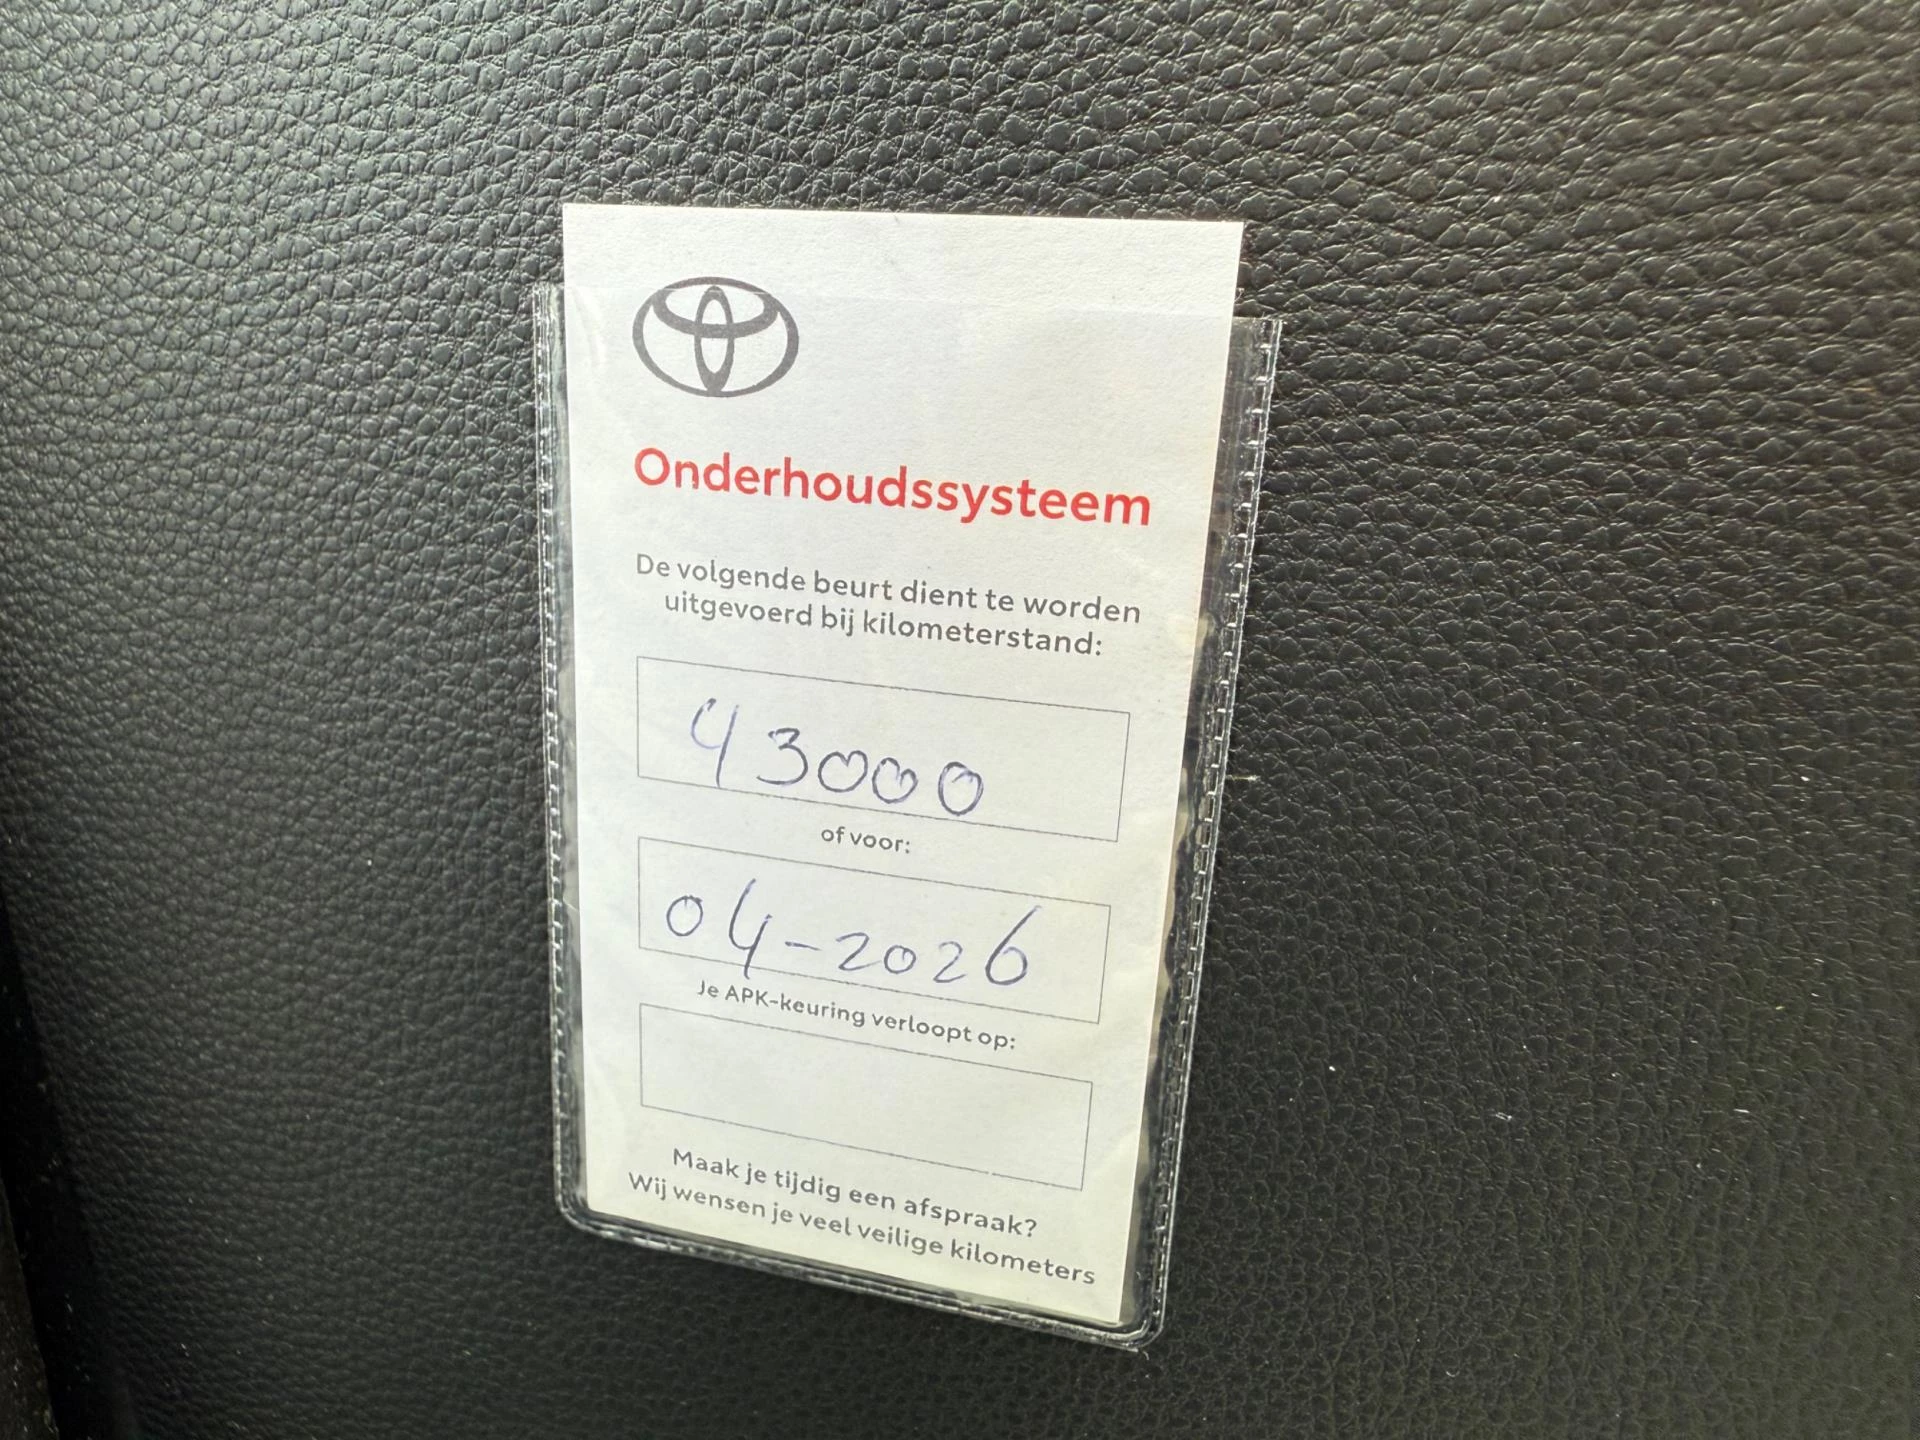 Onderhoudssysteem
De volgende beurt dient te worden
uitgevoerd bij kilometerstand:
43000
of voor:
04-2026
Je APK-keuring verloopt op:
Maak je tijdig een afspraak?
Wij wensen je veel veilige kilometers